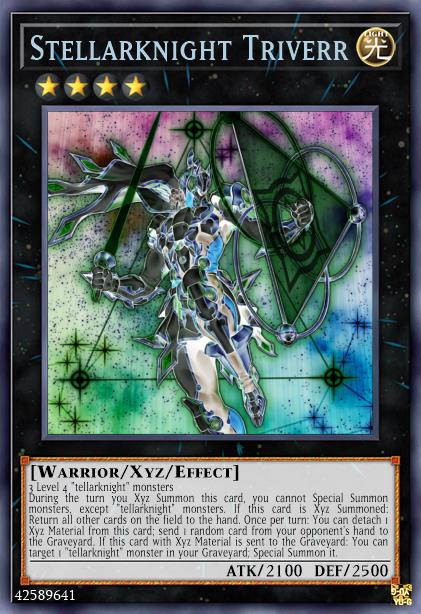 STELLARKNIGHT TRIVERR
LIGHT
光
[WARRIOR/XYZ/EFFECT]
3 Level 4 "tellarknight" monsters
During the turn you Xyz Summon this card, you cannot Special Summon
monsters, except "tellarknight" monsters. If this card is Xyz Summoned:
Return all other cards on the field to the hand. Once per turn: You can detach 1
Xyz Material from this card; send 1 random card from your opponent's hand to
the Graveyard. If this card with Xyz Material is sent to the Graveyard: You can
target 1 "tellarknight" monster in your Graveyard; Special Summon it.
ATK/2100 DEF/2500
42589641